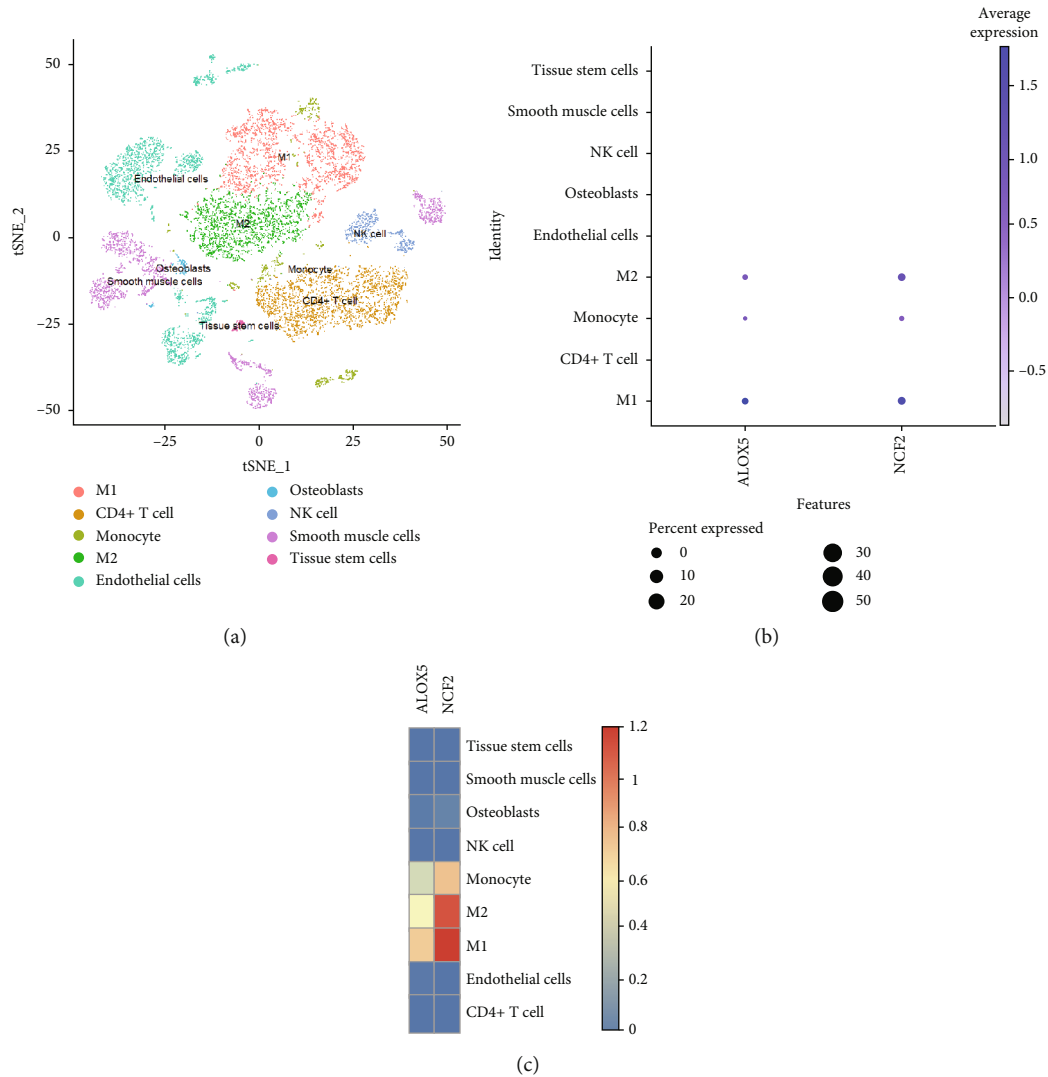 50
25
0
−25
−50
tSNE_2
M1
Endothelial cells
M2
NK cell
Osteoblasts
Monocyte
Smooth muscle cells
CD4+ T cell
Tissue stem cells
−25
0
25
50
tSNE_1
M1
CD4+ T cell
Monocyte
M2
Endothelial cells
Osteoblasts
NK cell
Smooth muscle cells
Tissue stem cells
(a)
Average
expression
1.5
1.0
0.5
0.0
−0.5
Identity
Tissue stem cells
Smooth muscle cells
NK cell
Osteoblasts
Endothelial cells
M2
Monocyte
CD4+ T cell
M1
ALOX5
NCF2
Features
Percent expressed
0
10
20
30
40
50
(b)
ALOX5
NCF2
Tissue stem cells
Smooth muscle cells
Osteoblasts
NK cell
Monocyte
M2
M1
Endothelial cells
CD4+ T cell
1.2
1
0.8
0.6
0.4
0.2
0
(c)